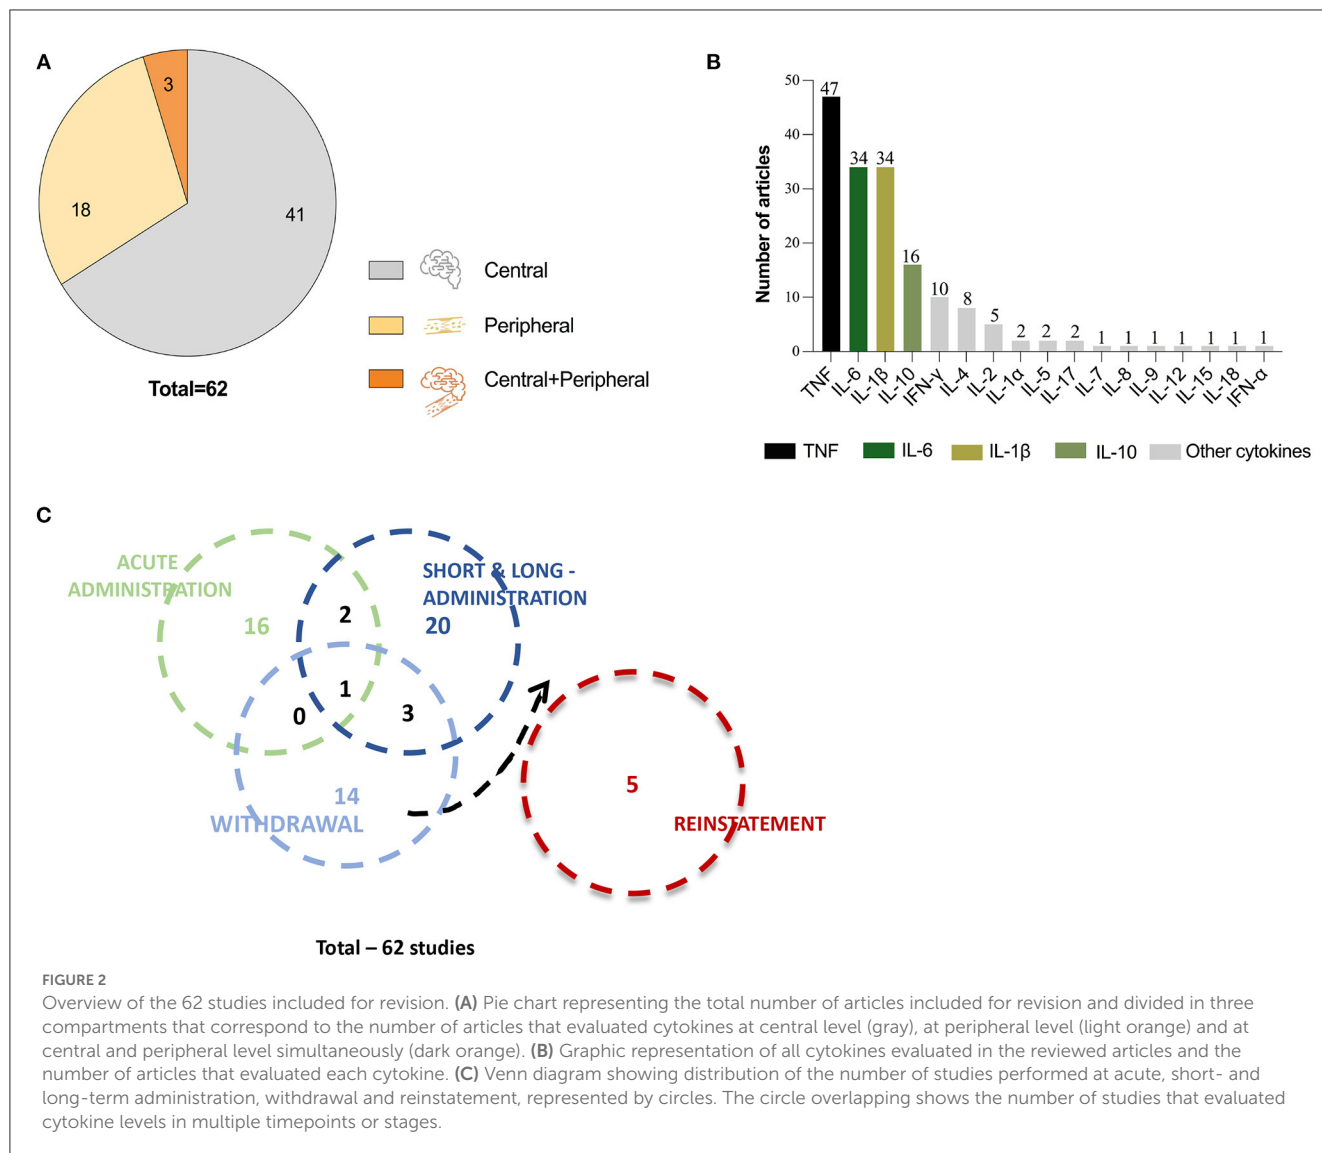 A
3
18
41
Central
Peripheral
Central+Peripheral
Total=62
B
Number of articles
50
40
30
20
10
0
47
34
34
16
10
8
5
2
2
2
1
1
1
1
1
1
1
TNF
IL-6
IL-1β
IL-10
IFN-γ
IL-4
IL-2
IL-1α
IL-5
IL-17
IL-7
IL-8
IL-9
IL-12
IL-15
IL-18
IFN-α
TNF
IL-6
IL-1β
IL-10
Other cytokines
C
ACUTE
ADMINISTRATION
16
2
SHORT & LONG -
ADMINISTRATION
20
1
0
3
14
WITHDRAWAL
5
REINSTATEMENT
Total – 62 studies
FIGURE 2
Overview of the 62 studies included for revision. (A) Pie chart representing the total number of articles included for revision and divided in three
compartments that correspond to the number of articles that evaluated cytokines at central level (gray), at peripheral level (light orange) and at
central and peripheral level simultaneously (dark orange). (B) Graphic representation of all cytokines evaluated in the reviewed articles and the
number of articles that evaluated each cytokine. (C) Venn diagram showing distribution of the number of studies performed at acute, short- and
long-term administration, withdrawal and reinstatement, represented by circles. The circle overlapping shows the number of studies that evaluated
cytokine levels in multiple timepoints or stages.